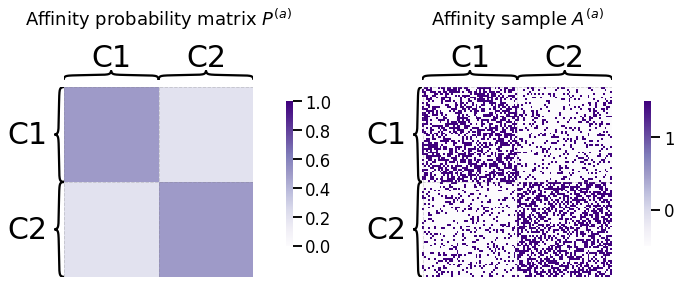 Affinity probability matrix P^(a)
Affinity sample A^(a)
C1 C2
C1
C2
1.0
0.8
0.6
0.4
0.2
0.0
C1 C2
C1
C2
1
0